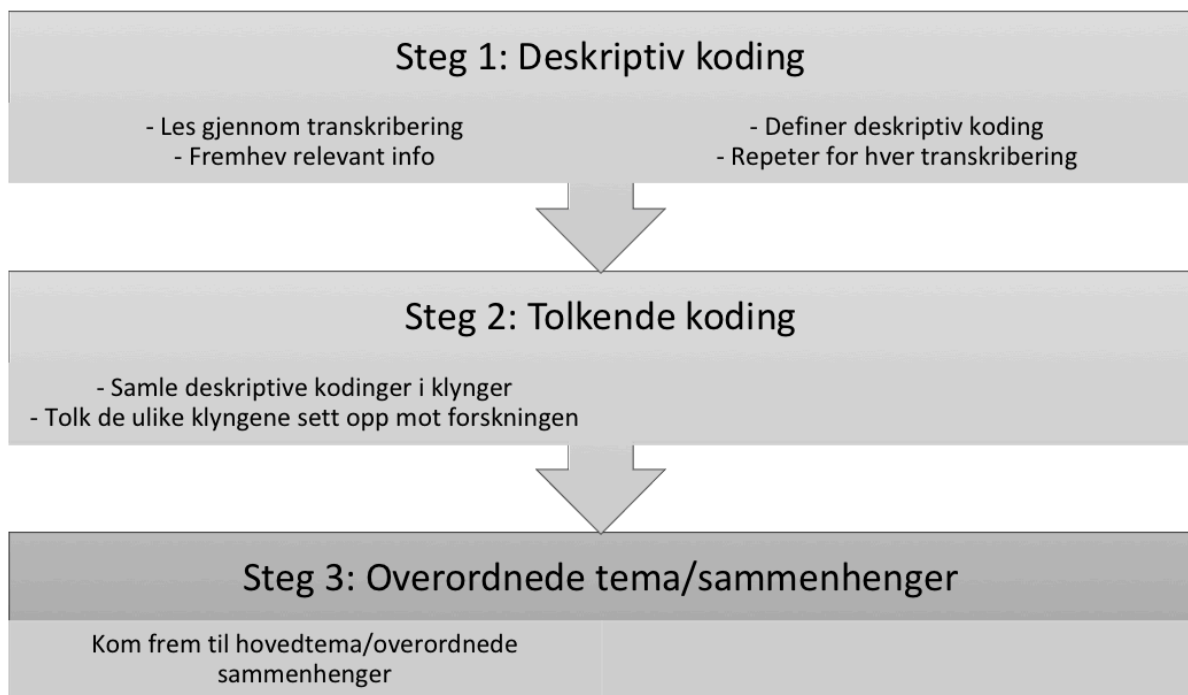 Steg 1: Deskriptiv koding
- Les gjennom transkribering
- Fremhev relevant info
- Definer deskriptiv koding
- Repeter for hver transkribering
Steg 2: Tolkende koding
- Samle deskriptive kodinger i klynger
- Tolk de ulike klyngene sett opp mot forskningen
Steg 3: Overordnede tema/sammenhenger
Kom frem til hovedtema/overordnede
sammenhenger